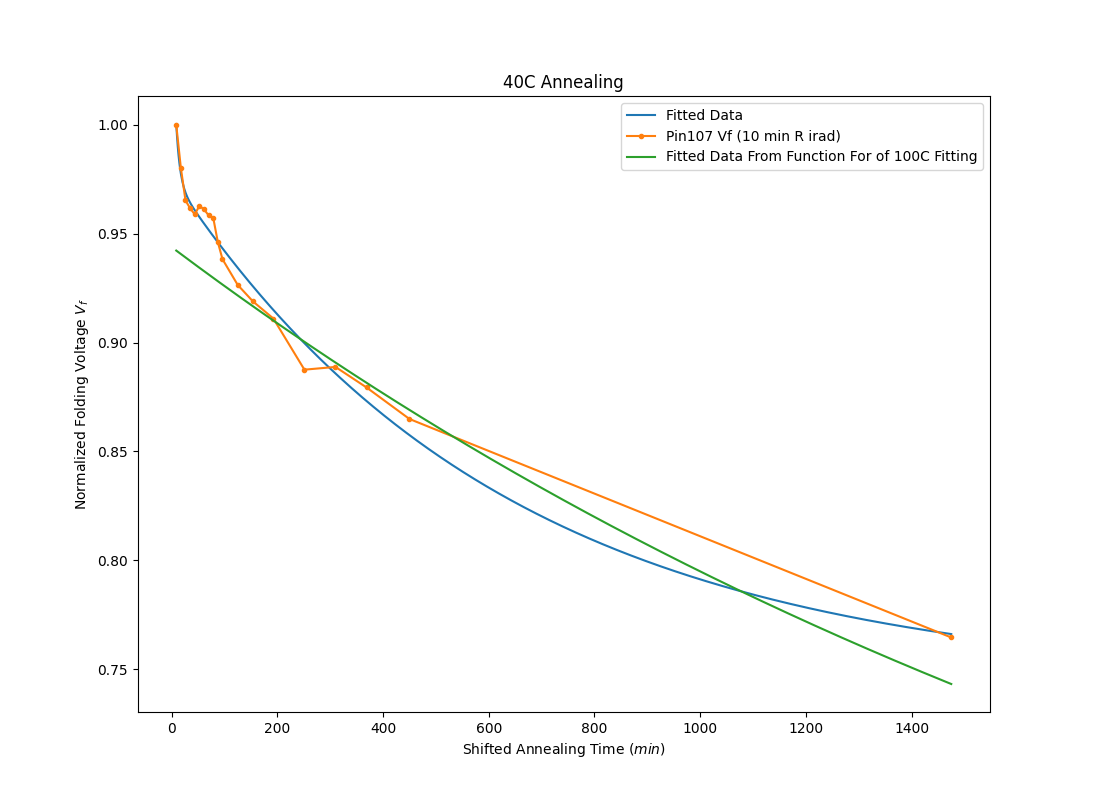 40C Annealing
Fitted Data
Pin107 Vf (10 min R irad)
Fitted Data From Function For of 100C Fitting
1.00
0.95
0.90
0.85
0.80
0.75
Normalized Folding Voltage V_f
0 200 400 600 800 1000 1200 1400
Shifted Annealing Time (min)